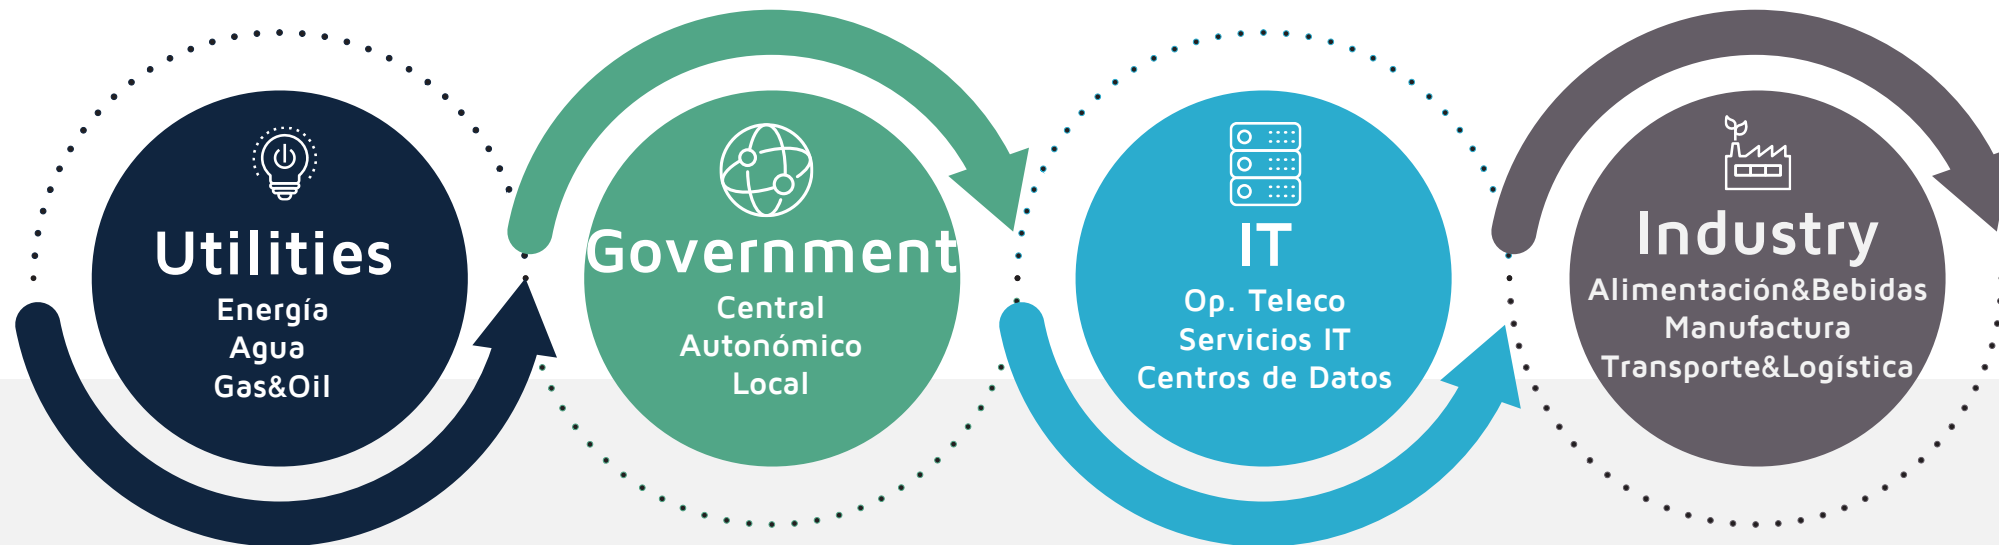 Utilities
Energía
Agua
Gas&Oil
Government
Central
Autonómico
Local
IT
Op. Teleco
Servicios IT
Centros de Datos
Industry
Alimentación&Bebidas
Manufactura
Transporte&Logística